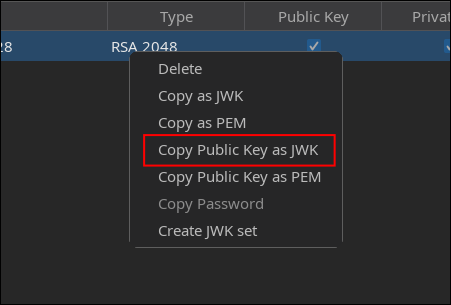 Type Public Key Privat
28 RSA 2048
Delete
Copy as JWK
Copy as PEM
Copy Public Key as JWK
Copy Public Key as PEM
Copy Password
Create JWK set